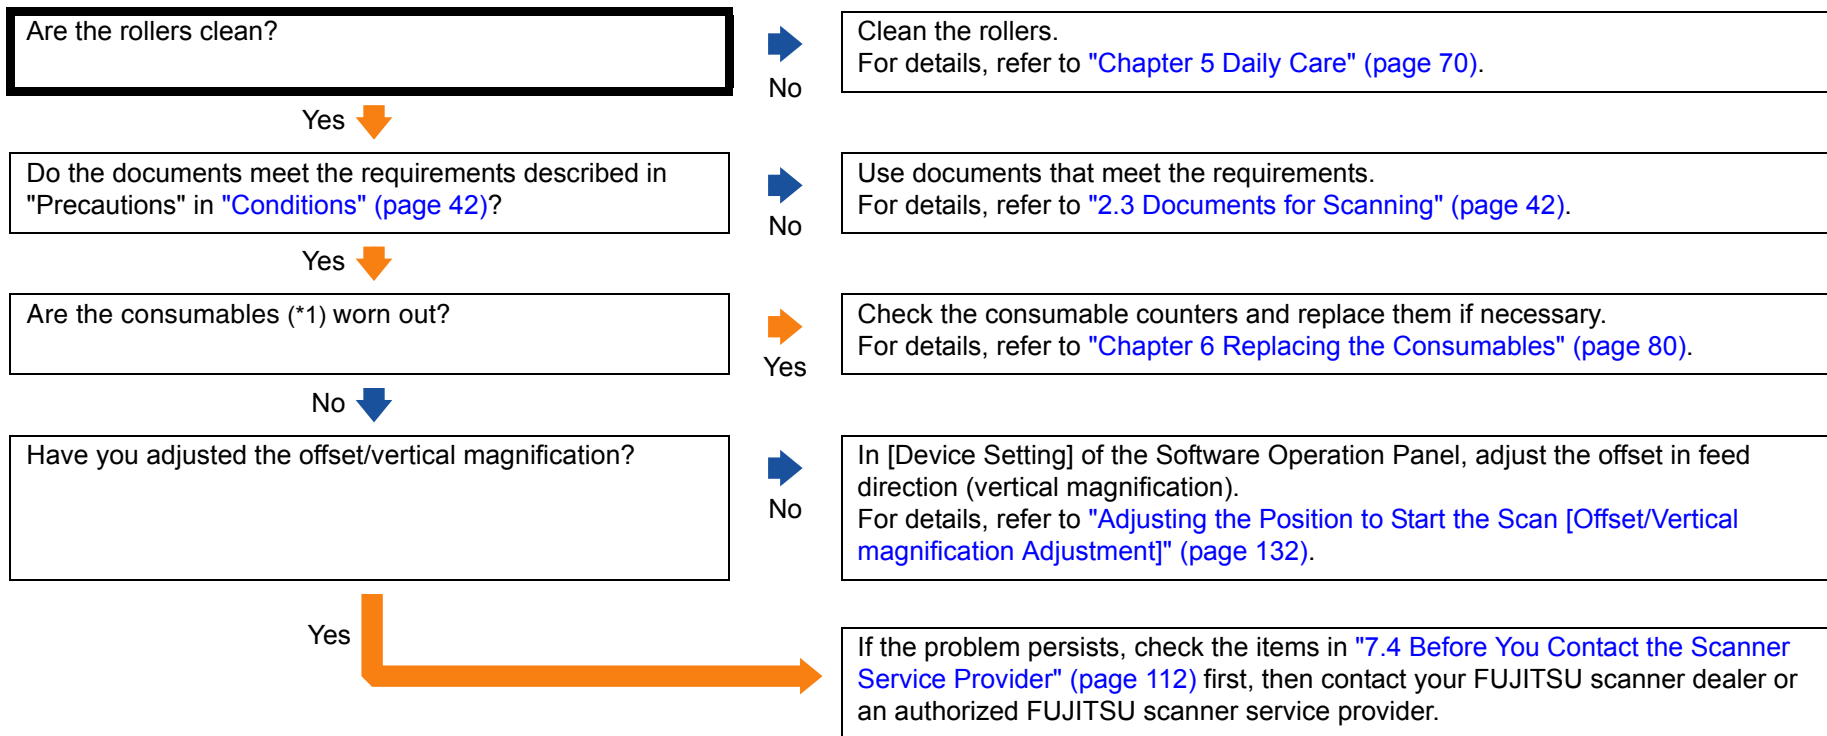 Are the rollers clean?
No
Clean the rollers.
For details, refer to "Chapter 5 Daily Care" (page 70).
Yes
Do the documents meet the requirements described in
"Precautions" in "Conditions" (page 42)?
No
Use documents that meet the requirements.
For details, refer to "2.3 Documents for Scanning" (page 42).
Yes
Are the consumables (*1) worn out?
Yes
Check the consumable counters and replace them if necessary.
For details, refer to "Chapter 6 Replacing the Consumables" (page 80).
No
Have you adjusted the offset/vertical magnification?
No
In [Device Setting] of the Software Operation Panel, adjust the offset in feed
direction (vertical magnification).
For details, refer to "Adjusting the Position to Start the Scan [Offset/Vertical
magnification Adjustment]" (page 132).
Yes
If the problem persists, check the items in "7.4 Before You Contact the Scanner
Service Provider" (page 112) first, then contact your FUJITSU scanner dealer or
an authorized FUJITSU scanner service provider.